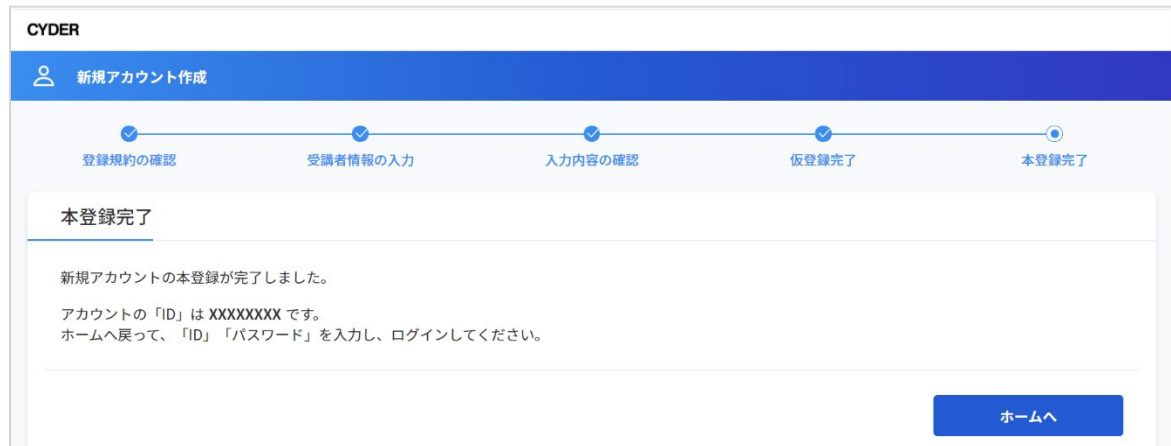 CYDER
新規アカウント作成
登録規約の確認
受講者情報の入力
入力内容の確認
仮登録完了
本登録完了
本登録完了
新規アカウントの本登録が完了しました。
アカウントの「ID」は XXXXXXXX です。
ホームへ戻って、「ID」「パスワード」を入力し、ログインしてください。
ホームへ